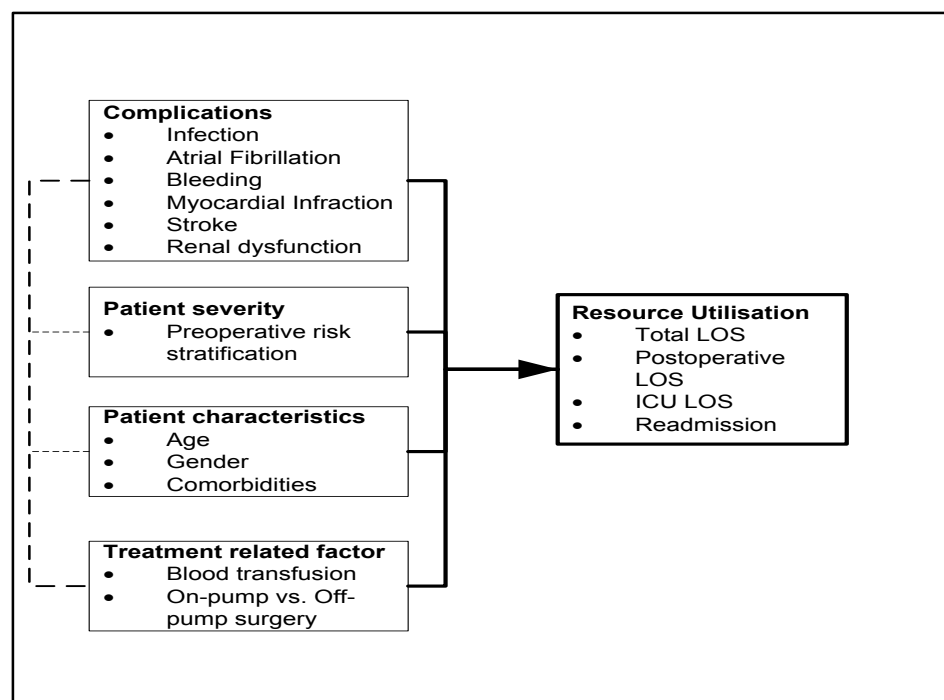 Complications
• Infection
• Atrial Fibrillation
• Bleeding
• Myocardial Infraction
• Stroke
• Renal dysfunction
Patient severity
• Preoperative risk
stratification
Patient characteristics
• Age
• Gender
• Comorbidities
Treatment related factor
• Blood transfusion
• On-pump vs. Off-
pump surgery
Resource Utilisation
• Total LOS
• Postoperative
LOS
• ICU LOS
• Readmission